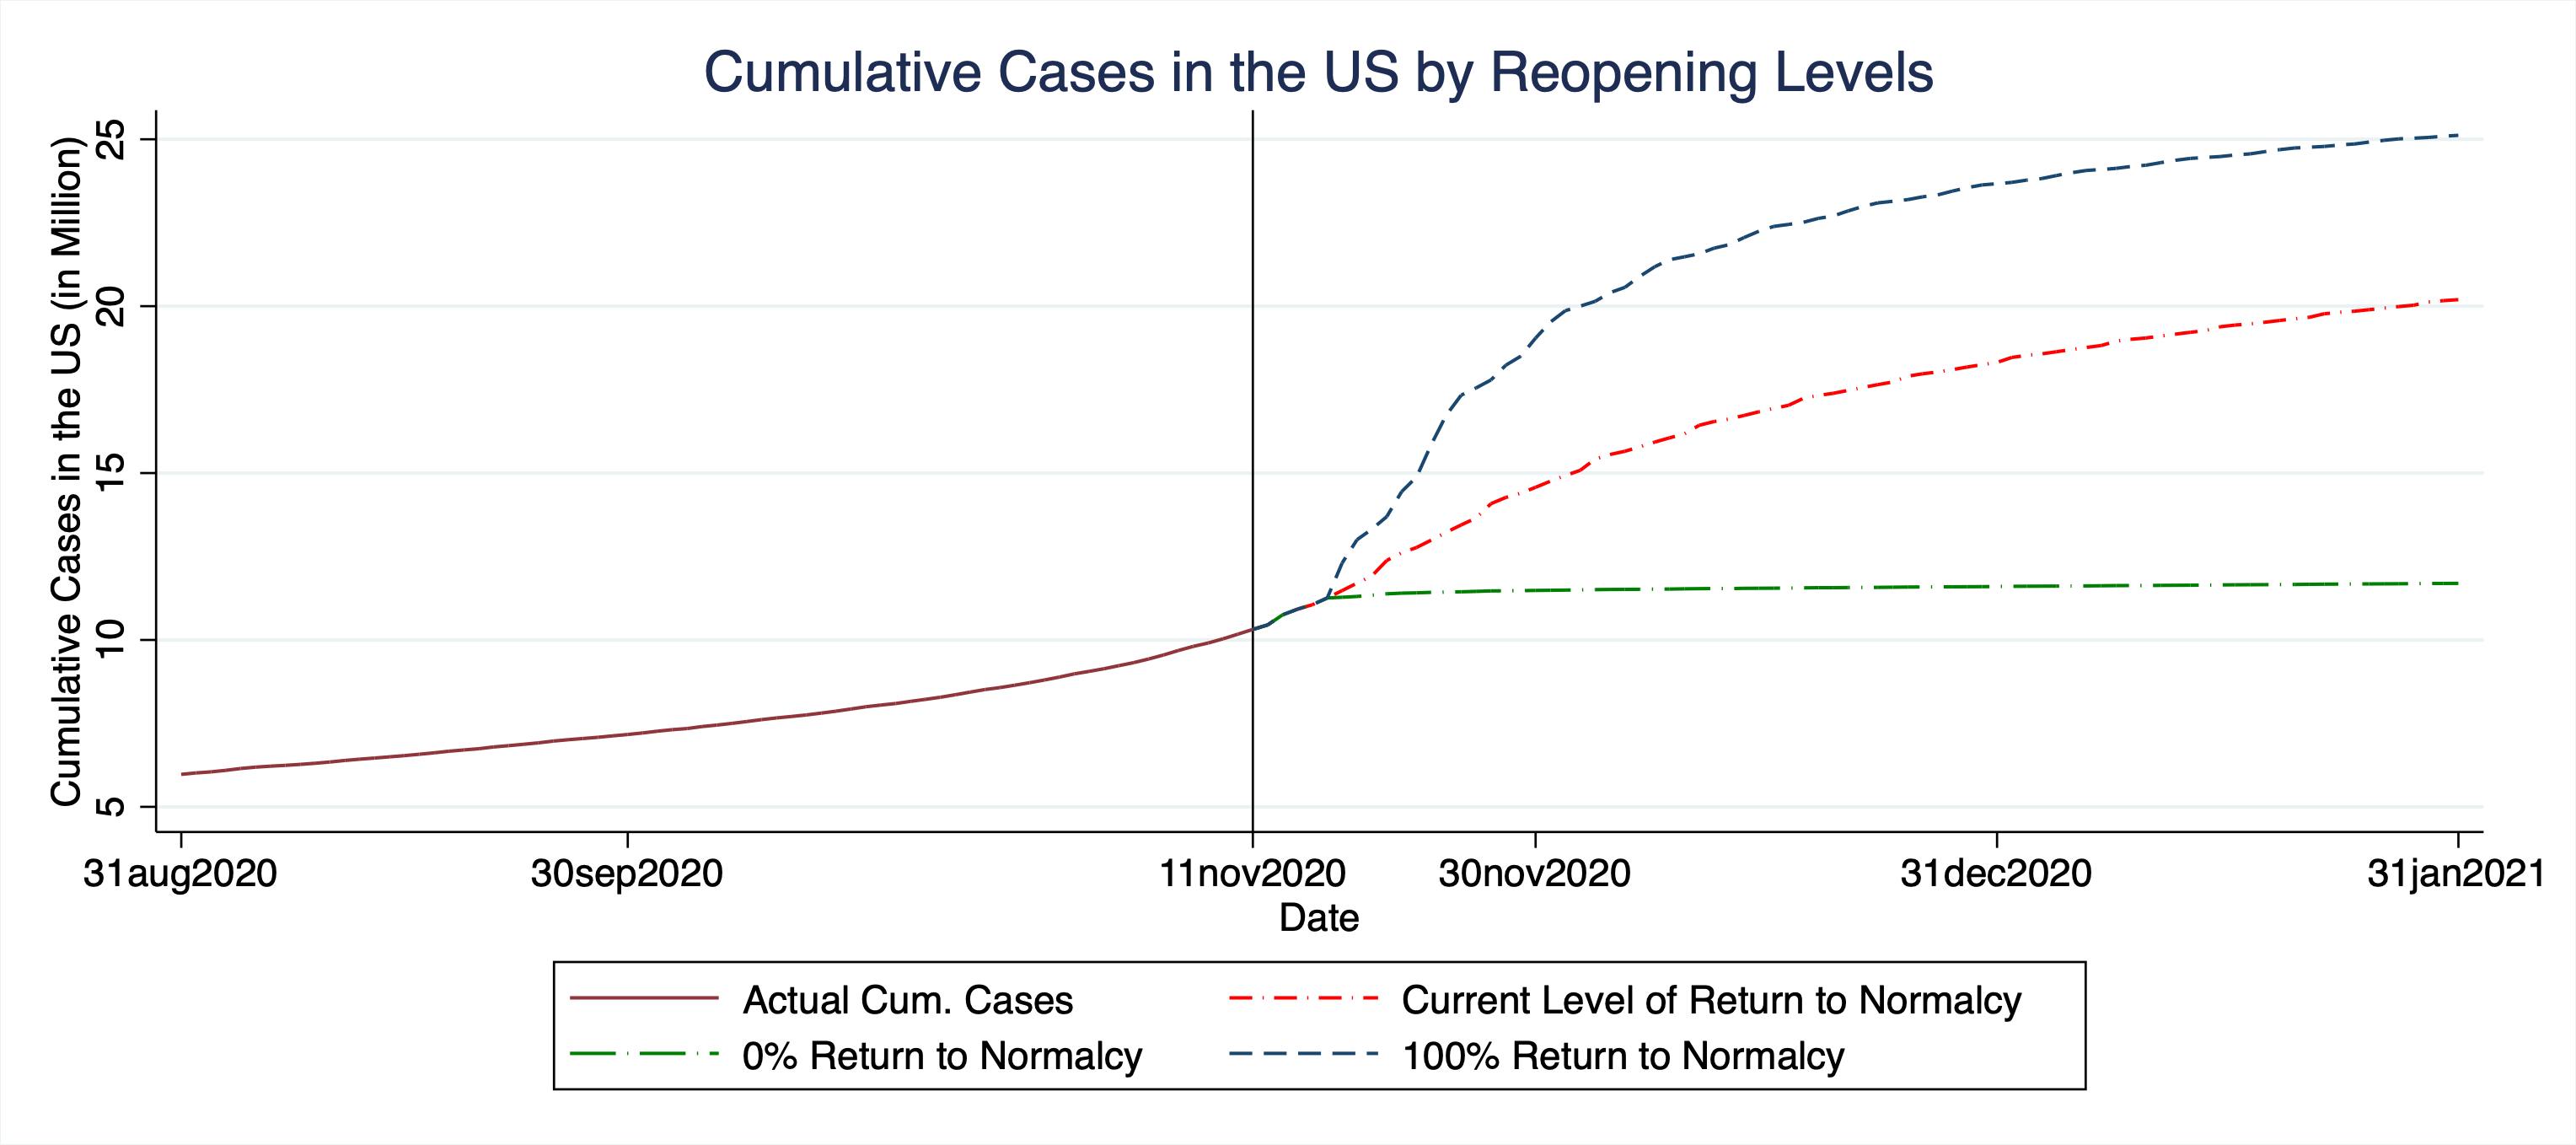 Cumulative Cases in the US by Reopening Levels
Cumulative Cases in the US (in Million)
25
20
15
10
5
31aug2020
30sep2020
11nov2020
30nov2020
31dec2020
31jan2021
Date
Actual Cum. Cases
Current Level of Return to Normalcy
0% Return to Normalcy
100% Return to Normalcy